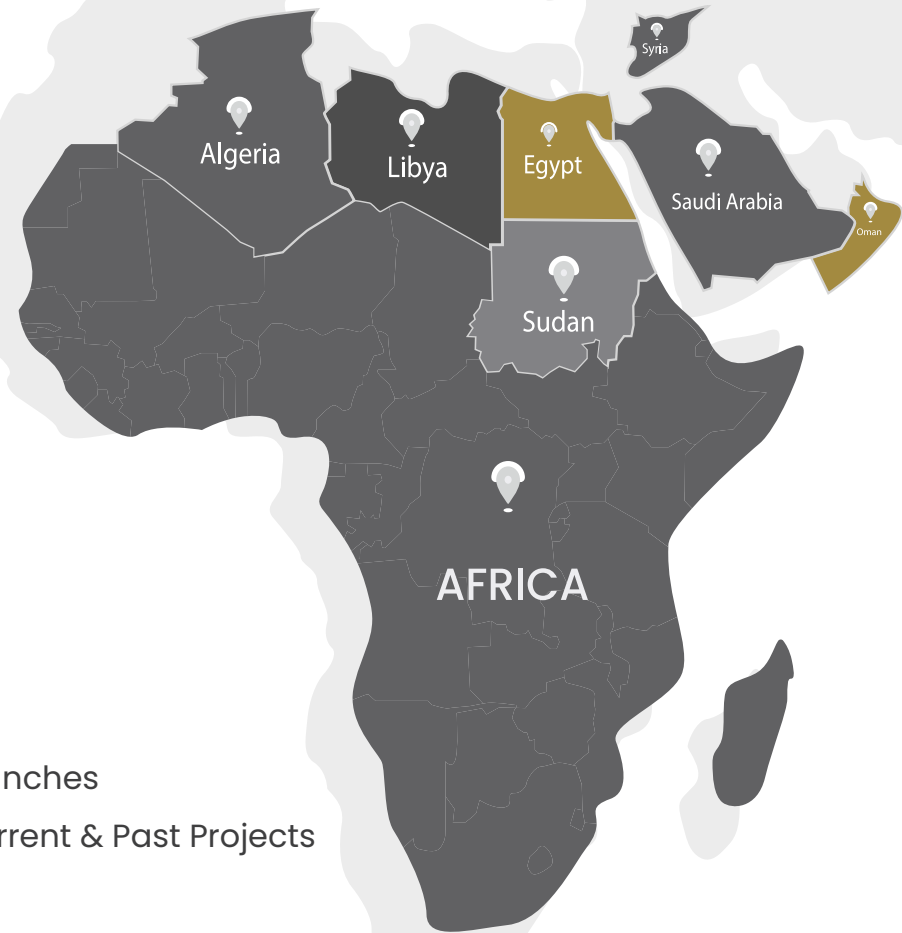 Syria
Algeria
Libya
Egypt
Saudi Arabia
Oman
Sudan
AFRICA
nches
rrent & Past Projects